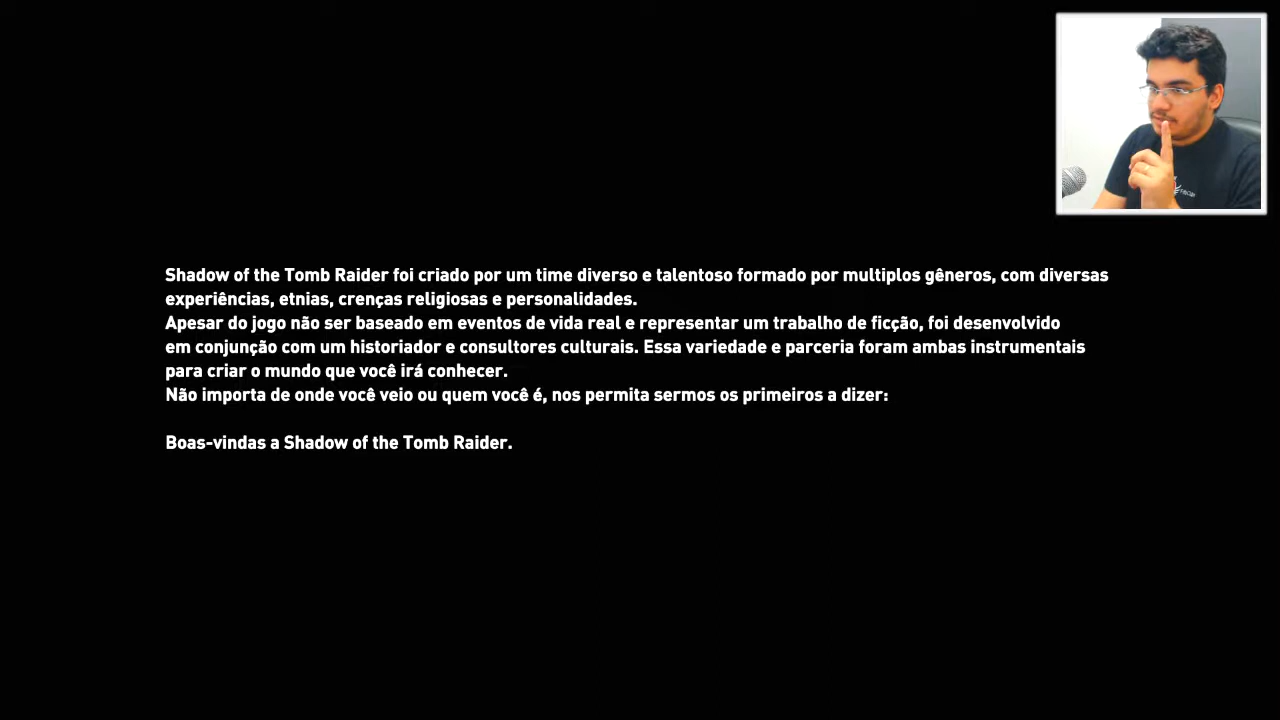 Shadow of the Tomb Raider foi criado por um time diverso e talentoso formado por multiplos gêneros, com diversas
experiências, etnias, crenças religiosas e personalidades.
Apesar do jogo não ser baseado em eventos de vida real e representar um trabalho de ficção, foi desenvolvido
em conjunção com um historiador e consultores culturais. Essa variedade e parceria foram ambas instrumentais
para criar o mundo que você irá conhecer.
Não importa de onde você veio ou quem você é, nos permita sermos os primeiros a dizer:
Boas-vindas a Shadow of the Tomb Raider.